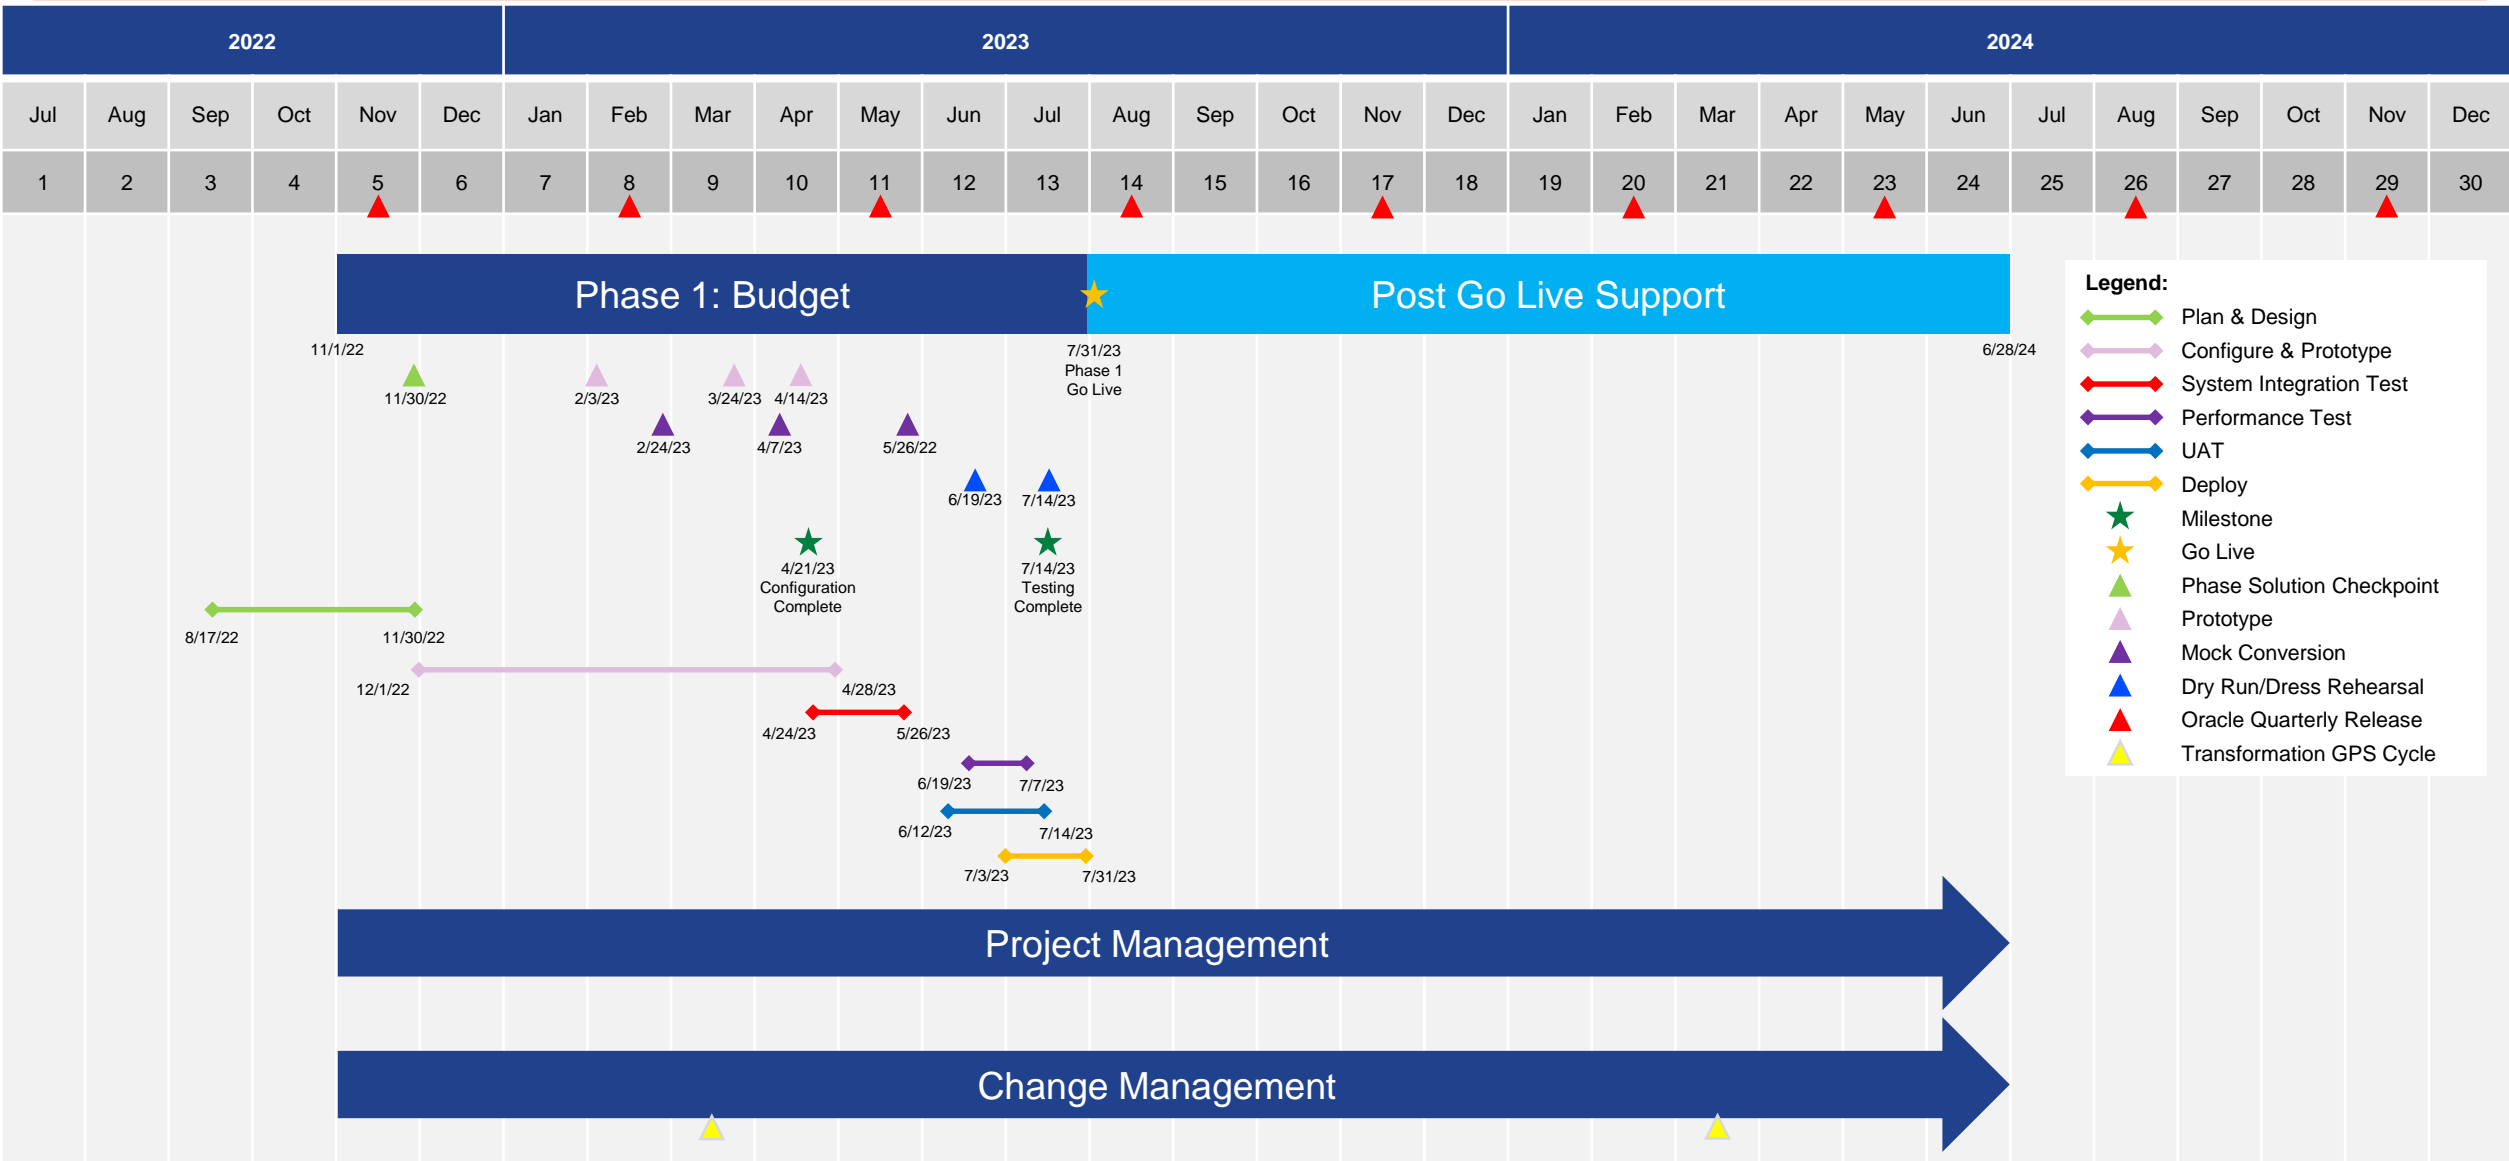 2022 2023 2024
Jul Aug Sep Oct Nov Dec Jan Feb Mar Apr May Jun Jul Aug Sep Oct Nov Dec Jan Feb Mar Apr May Jun Jul Aug Sep Oct Nov Dec
1 2 3 4 5 6 7 8 9 10 11 12 13 14 15 16 17 18 19 20 21 22 23 24 25 26 27 28 29 30
Phase 1: Budget
Post Go Live Support
11/1/22
7/31/23
Phase 1
Go Live
6/28/24
11/30/22
2/3/23
3/24/23
4/14/23
2/24/23
4/7/23
5/26/22
6/19/23
7/14/23
4/21/23
Configuration
Complete
7/14/23
Testing
Complete
8/17/22
11/30/22
12/1/22
4/28/23
4/24/23
5/26/23
6/19/23
7/7/23
6/12/23
7/14/23
7/3/23
7/31/23
Project Management
Change Management
Legend:
Plan & Design
Configure & Prototype
System Integration Test
Performance Test
UAT
Deploy
Milestone
Go Live
Phase Solution Checkpoint
Prototype
Mock Conversion
Dry Run/Dress Rehearsal
Oracle Quarterly Release
Transformation GPS Cycle